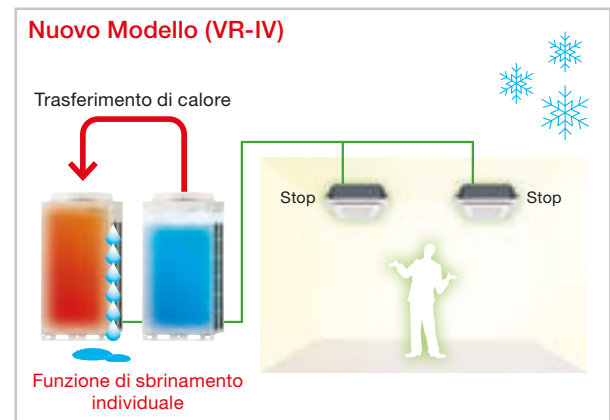 Nuovo Modello (VR-IV)
Trasferimento di calore
Stop
Stop
Funzione di sbrinamento
individuale